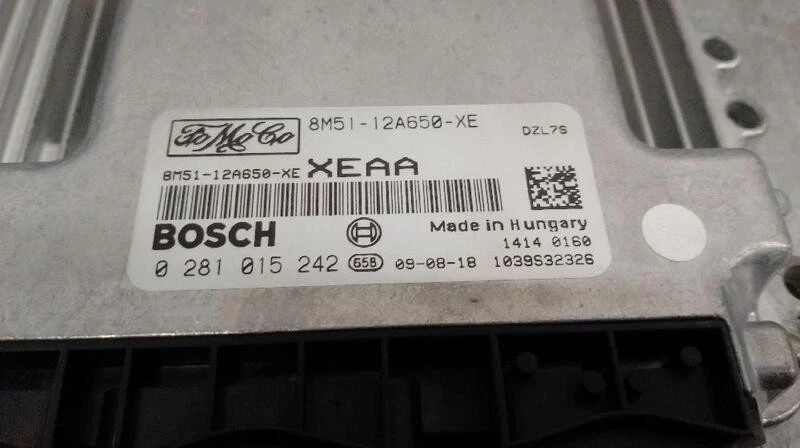 FoMoCo 8M51-12A650-XE DZL7S
8M51-12A650-XE XEAA
BOSCH Made in Hungary
1414 0160
0 281 015 242 658 09-08-18 1039S32326